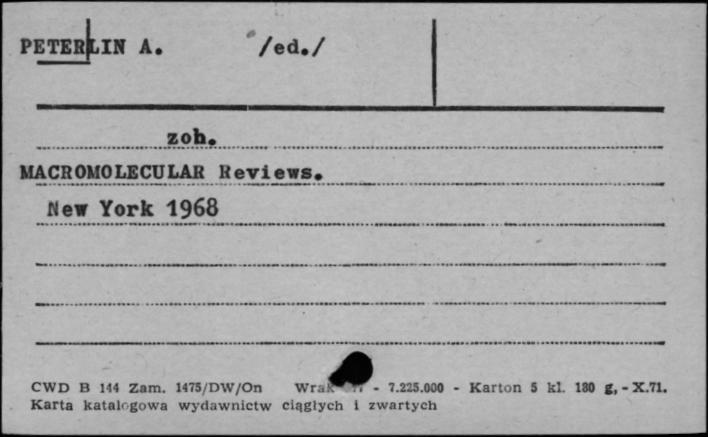 PETERLIN A. /ed./
zob.
MACROMOLECULAR Reviews.
New York 1968
CWD B 144 Zam. 1475/DW/On - 7.225.000 - Karton 5 kl. 180 g, - X.71.
Karta katalogowa wydawnictw ciągłych i zwartych